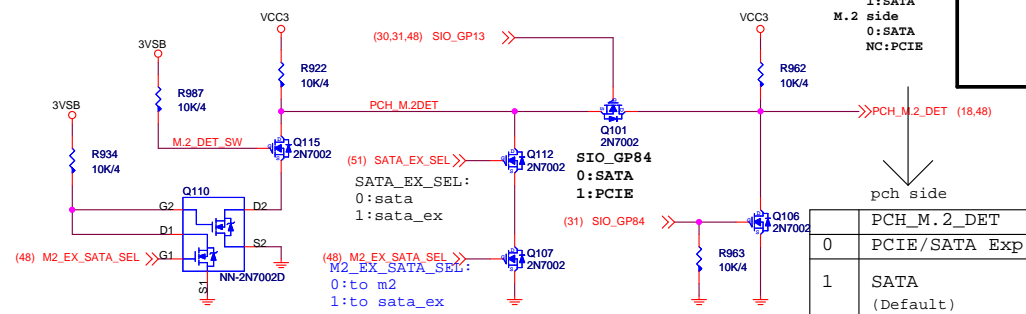 1:SATA
M.2 side
0:SATA
NC:PCIE
VCC3
(30,31,48) SIO_GP13
VCC3
3VSB
R922
10K/4
R962
10K/4
R987
10K/4
3VSB
PCH_M.2DET
PCH_M.2_DET (18,48)
Q101
2N7002
M.2_DET_SW
Q115
2N7002
Q112
2N7002
R934
10K/4
(51) SATA_EX_SEL
SIO_GP84
0:SATA
1:PCIE
SATA_EX_SEL:
0:sata
1:sata_ex
pch side
Q110
G2
D2
D1
S2
G1
S1
NN-2N7002D
(31) SIO_GP84
Q106
2N7002
PCH_M.2_DET
0 PCIE/SATA Exp
1 SATA
(Default)
(48) M2_EX_SATA_SEL
(48) M2_EX_SATA_SEL
Q107
2N7002
R963
10K/4
M2_EX_SATA_SEL:
0:to m2
1:to sata_ex